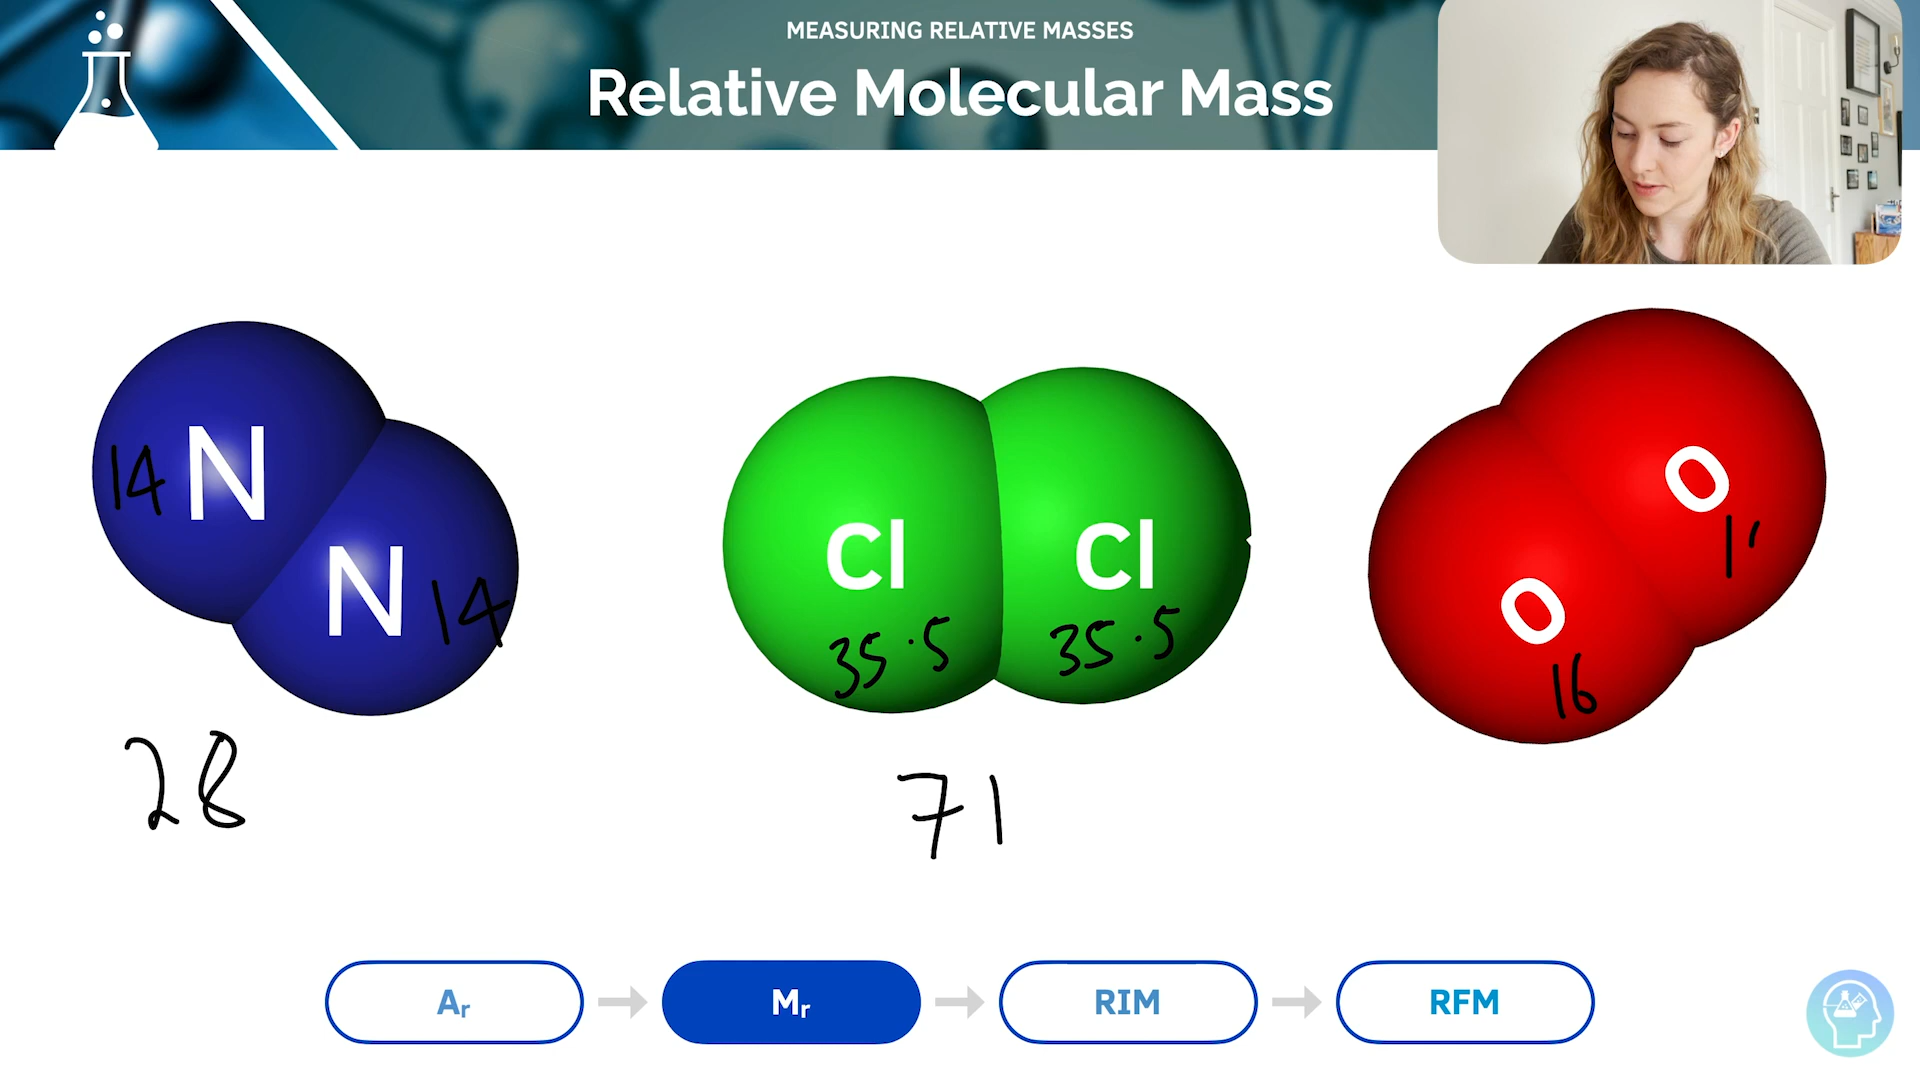 MEASURING RELATIVE MASSES
Relative Molecular Mass
14 N
N 14
28
Cl Cl
35.5 35.5
71
O
1
O
16
Ar
Mr
RIM
RFM